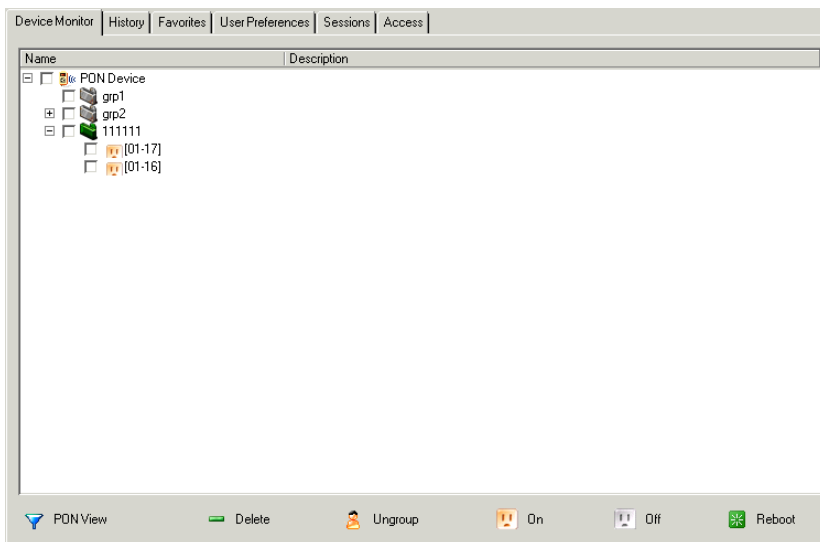 Device Monitor History Favorites User Preferences Sessions Access
Name Description
PON Device
grp1
grp2
111111
[01-17]
[01-16]
PON View Delete Ungroup On Off Reboot